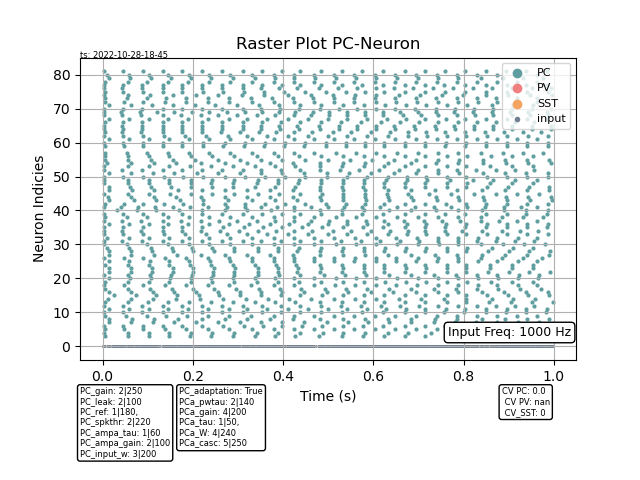 Raster Plot PC-Neuron
ts: 2022-10-28-18-45
PC
PV
SST
input
80
70
60
50
40
30
20
10
0
Neuron Indicies
Input Freq: 1000 Hz
0.0 0.2 0.4 0.6 0.8 1.0
Time (s)
PC_gain: 2|250
PC_leak: 2|100
PC_ref: 1|180,
PC_spkthr: 2|220
PC_ampa_tau: 1|60
PC_ampa_gain: 2|100
PC_input_w: 3|200
PC_adaptation: True
PCa_pwtau: 2|140
PCa_gain: 4|200
PCa_tau: 1|50,
PCa_W: 4|240
PCa_casc: 5|250
CV PC: 0.0
CV PV: nan
CV_SST: 0